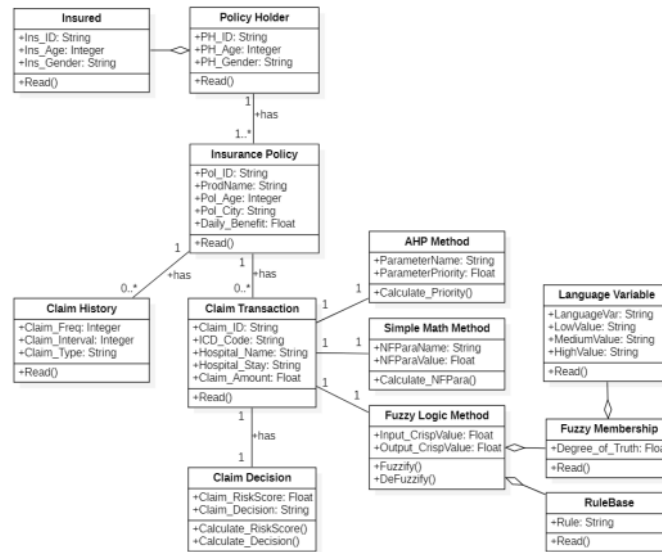 Insured
+Ins_ID: String
+Ins_Age: Integer
+Ins_Gender: String
+Read()
Policy Holder
+PH_ID: String
+PH_Age: Integer
+PH_Gender: String
+Read()
1
+has
1..*
Insurance Policy
+Pol_ID: String
+ProdName: String
+Pol_Age: Integer
+Pol_City: String
+Daily_Benefit: Float
+Read()
1
+has
0..*
1
+has
0..*
Claim History
+Claim_Freq: Integer
+Claim_Interval: Integer
+Claim_Type: String
+Read()
Claim Transaction
+Claim_ID: String
+ICD_Code: String
+Hospital_Name: String
+Hospital_Stay: String
+Claim_Amount: Float
+Read()
1
1
1
1
1
1
AHP Method
+ParameterName: String
+ParameterPriority: Float
+Calculate_Priority()
Simple Math Method
+NFParaName: String
+NFParaValue: Float
+Calculate_NFPara()
Fuzzy Logic Method
+Input_CrispValue: Float
+Output_CrispValue: Float
+Fuzzify()
+DeFuzzify()
Language Variable
+LanguageVar: String
+LowValue: String
+MediumValue: String
+HighValue: String
+Read()
Fuzzy Membership
+Degree_of_Truth: Floa
+Read()
RuleBase
+Rule: String
+Read()
1
+has
1
Claim Decision
+Claim_RiskScore: Float
+Claim_Decision: String
+Calculate_RiskScore()
+Calculate_Decision()